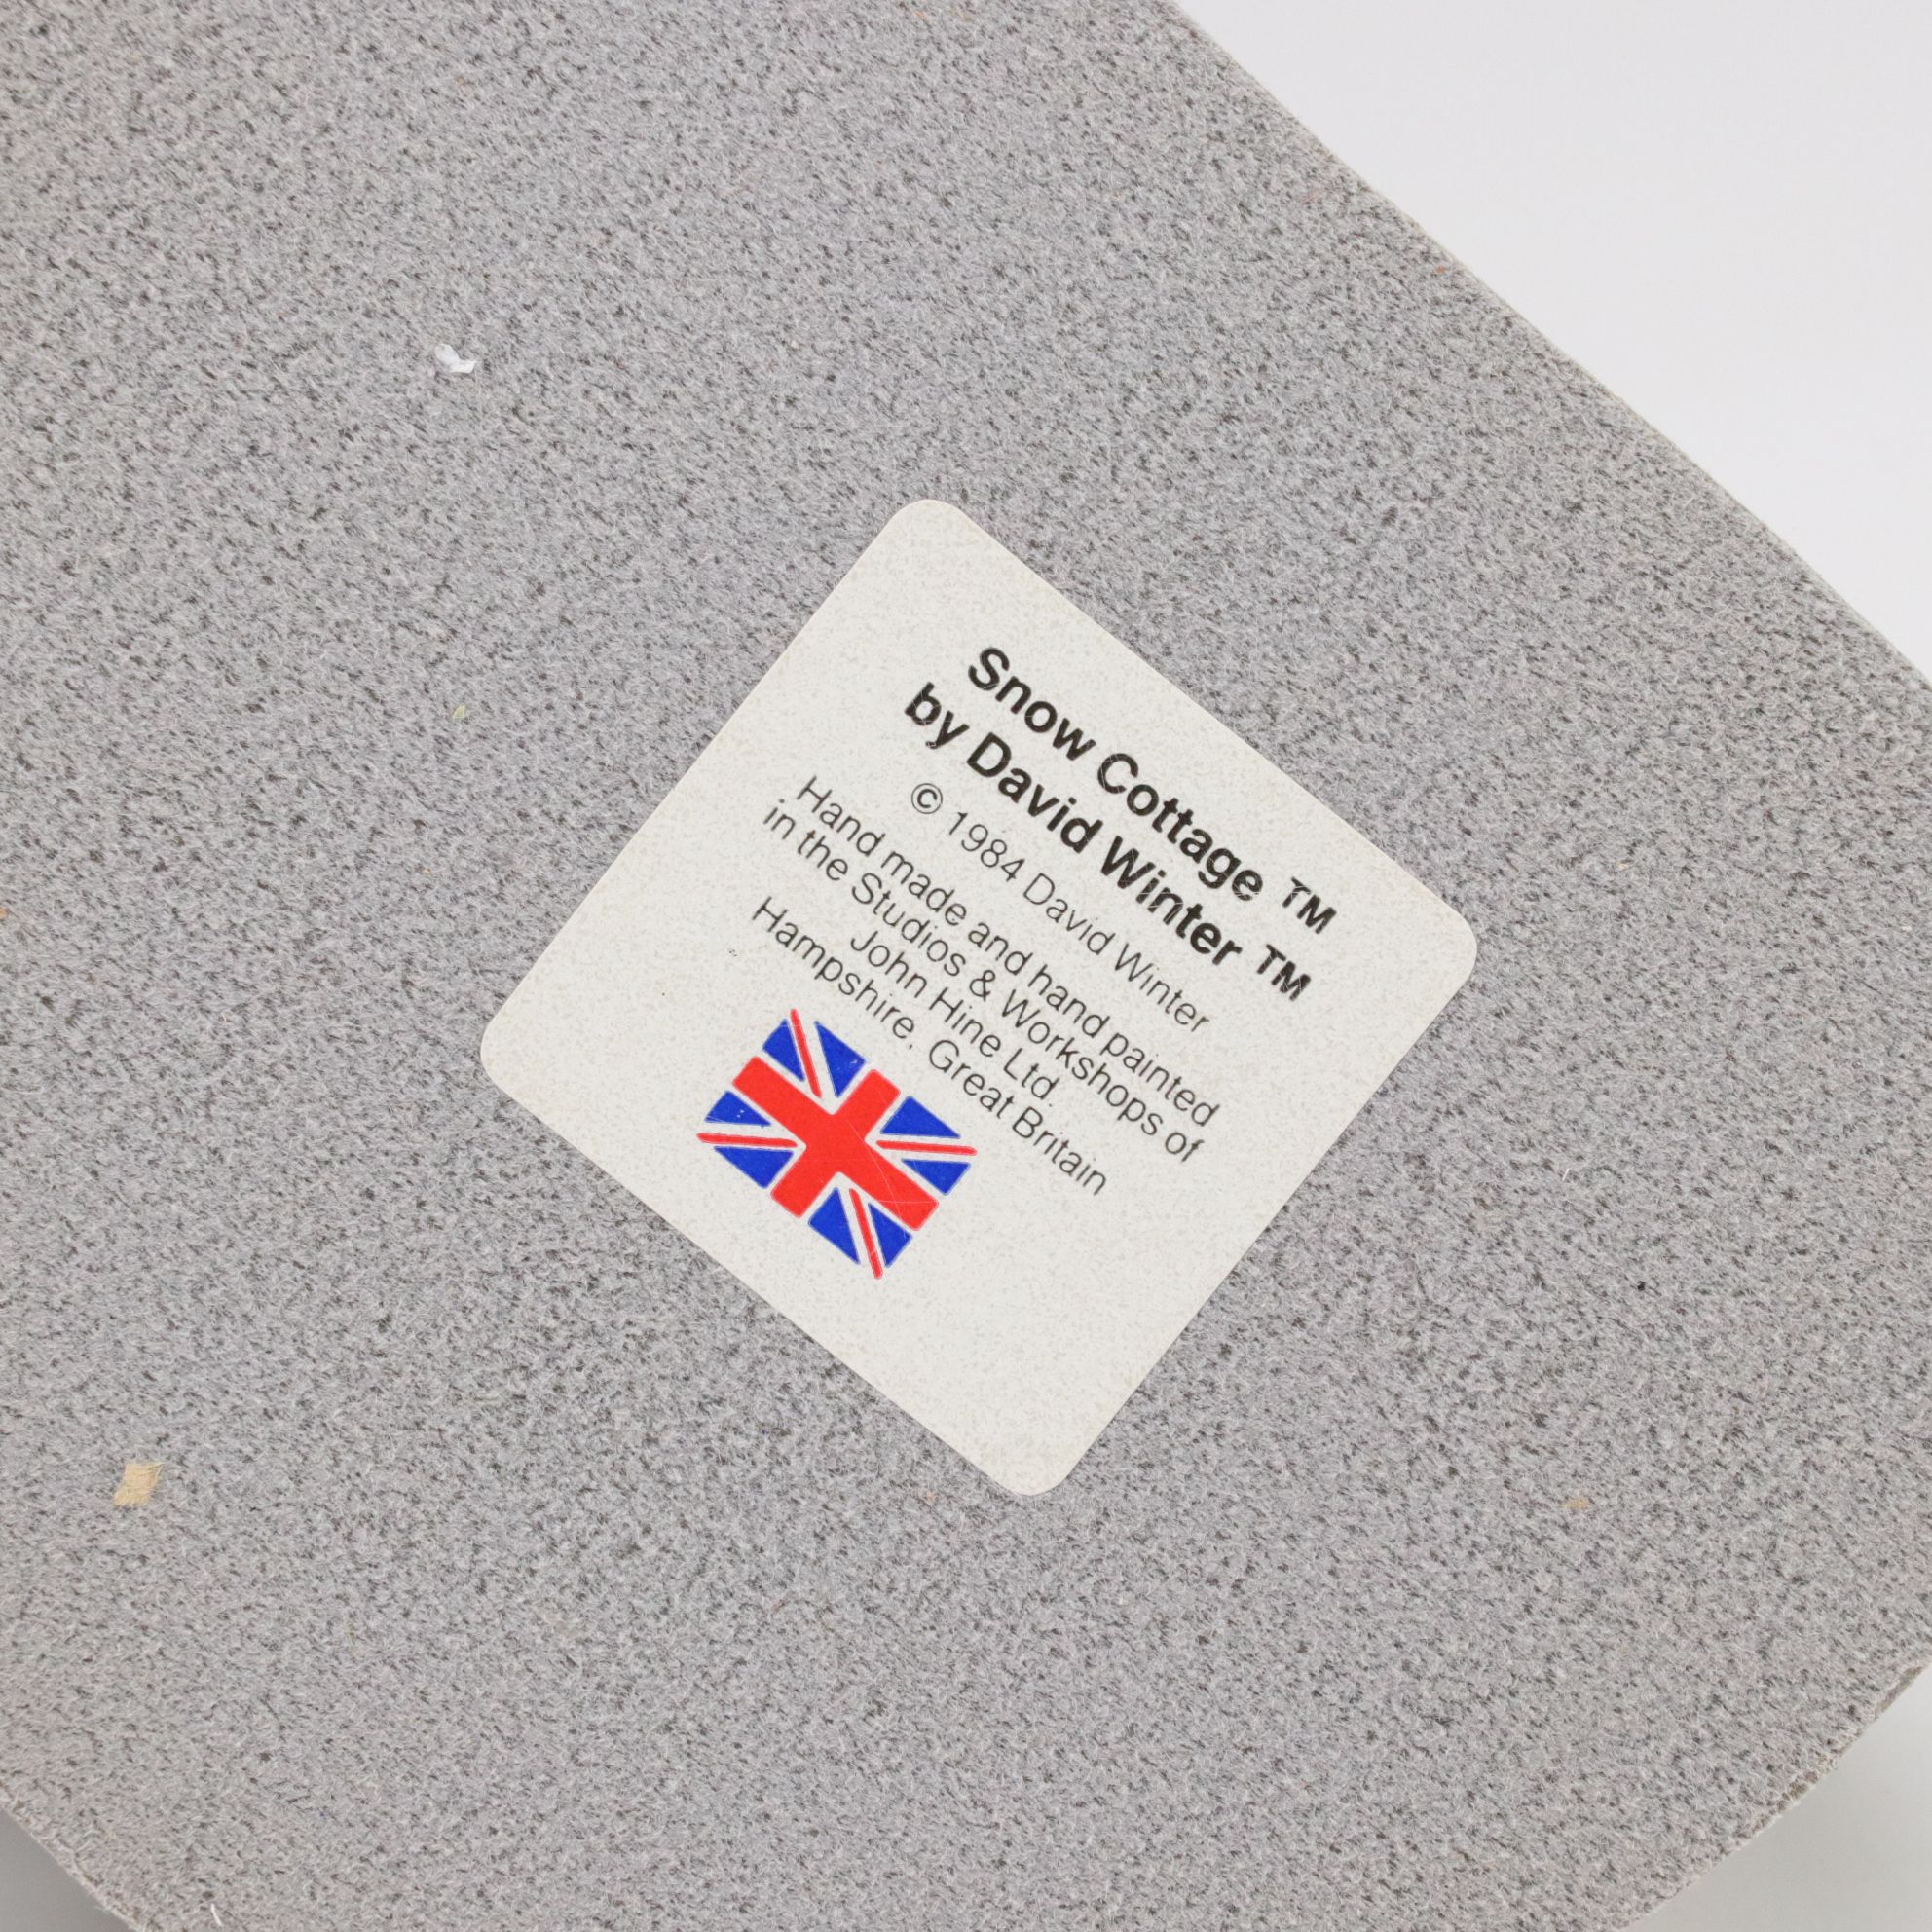 Snow Cottage ™
by David Winter ™
© 1984 David Winter
Hand made and hand painted
in the Studios & Workshops of
John Hine Ltd.
Hampshire, Great Britain